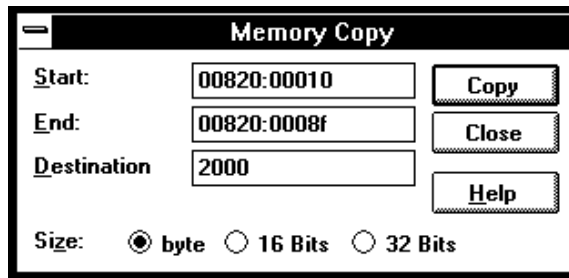 Memory Copy
Start: 00820:00010 Copy
End: 00820:0008f Close
Destination 2000
Help
Size: byte 16 Bits 32 Bits